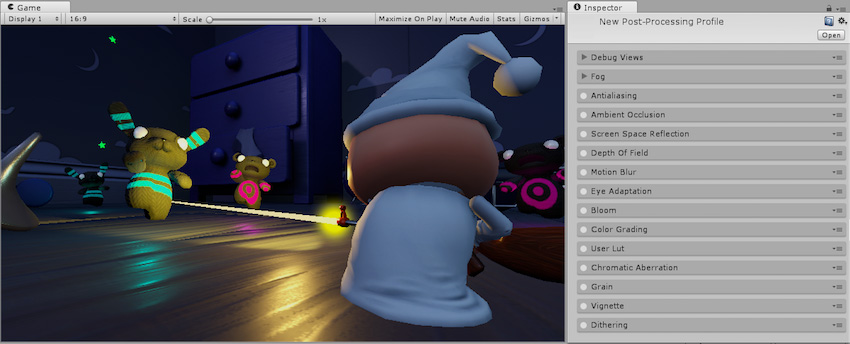 Game
Display 1 16:9 Scale 1x Maximize On Play Mute Audio Stats Gizmos
Inspector
New Post-Processing Profile
Open
Debug Views
Fog
Antialiasing
Ambient Occlusion
Screen Space Reflection
Depth Of Field
Motion Blur
Eye Adaptation
Bloom
Color Grading
User Lut
Chromatic Aberration
Grain
Vignette
Dithering